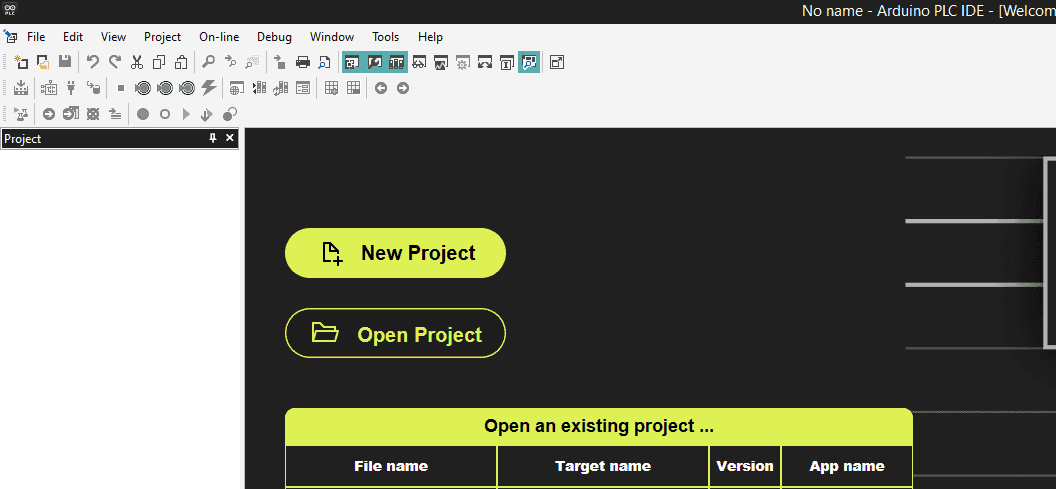 No name - Arduino PLC IDE - [Welcom
PLC
File Edit View Project On-line Debug Window Tools Help
Project
New Project
Open Project
Open an existing project ...
File name Target name Version App name